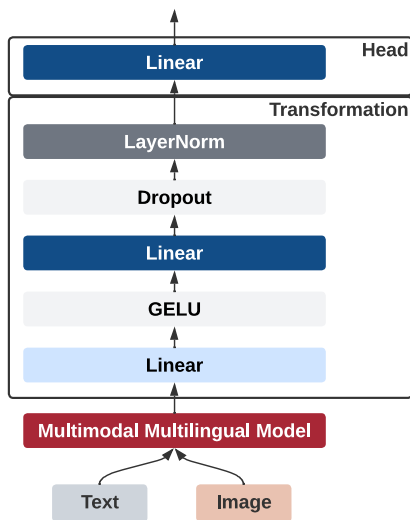 Head
Linear
Transformation
LayerNorm
Dropout
Linear
GELU
Linear
Multimodal Multilingual Model
Text
Image